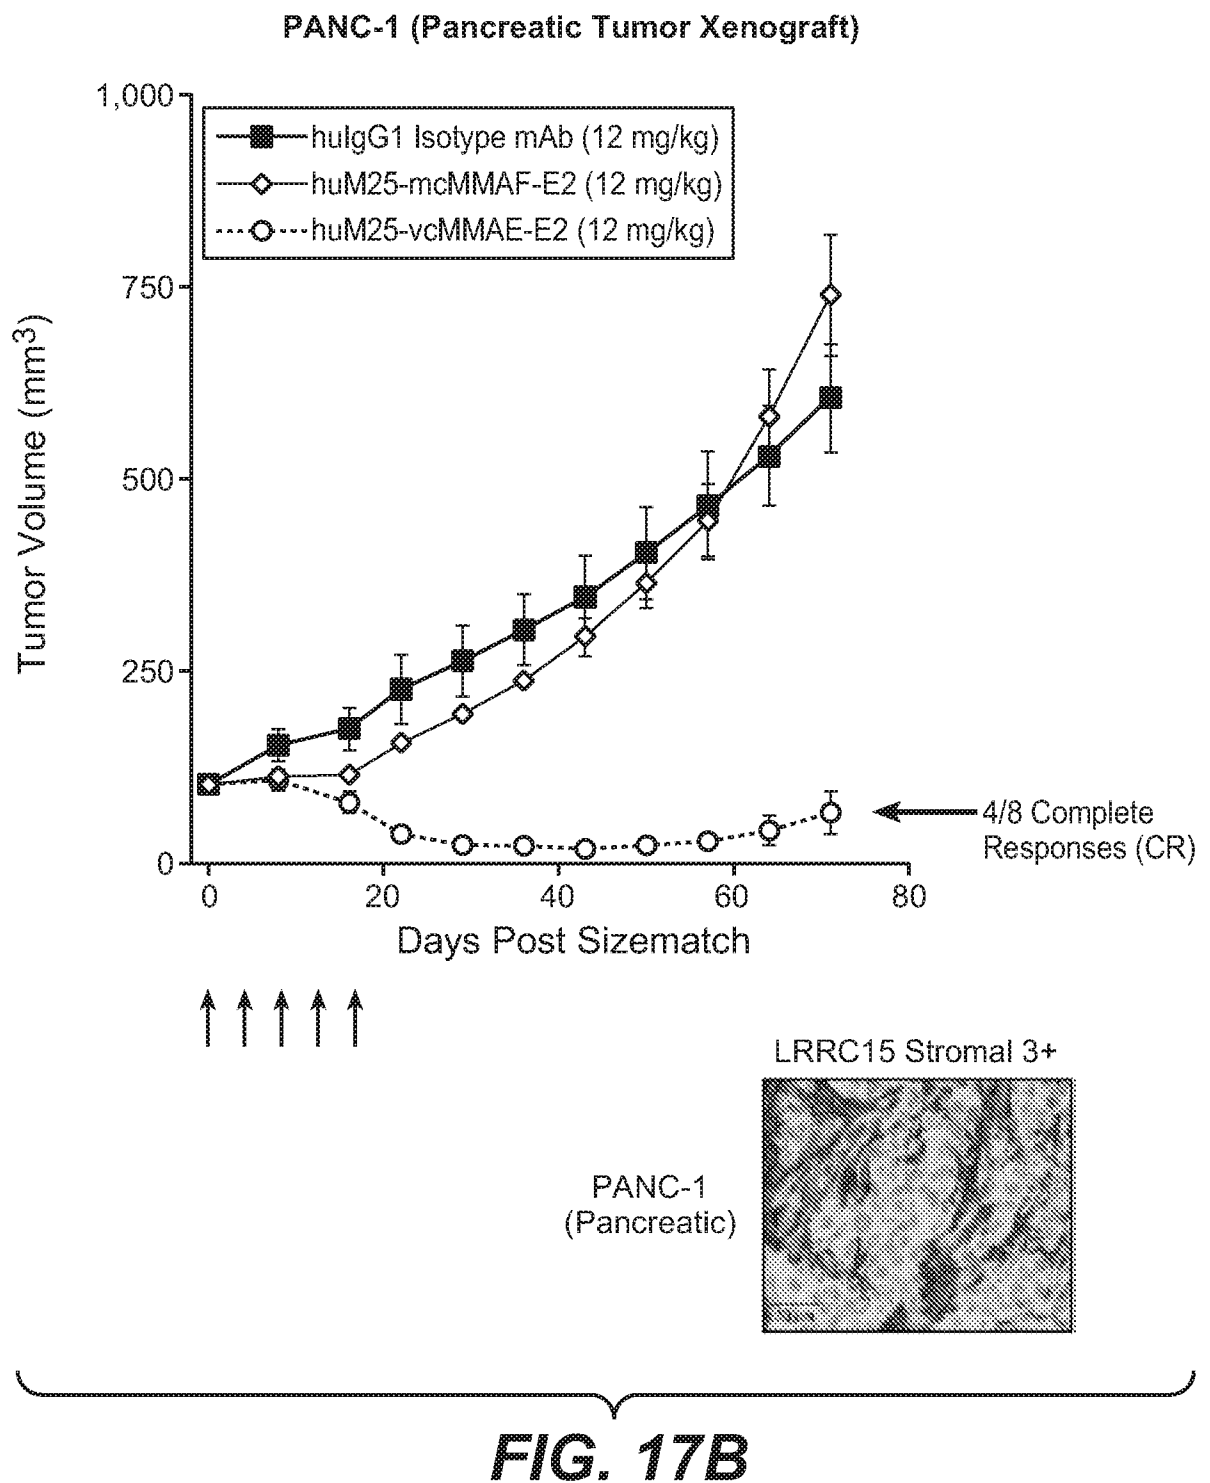 PANC-1 (Pancreatic Tumor Xenograft)
1,000
huIgG1 Isotype mAb (12 mg/kg)
huM25-mcMMAF-E2 (12 mg/kg)
huM25-vcMMAE-E2 (12 mg/kg)
750
Tumor Volume (mm³)
500
250
0
4/8 Complete
Responses (CR)
0 20 40 60 80
Days Post Sizematch
LRRC15 Stromal 3+
PANC-1
(Pancreatic)
FIG. 17B